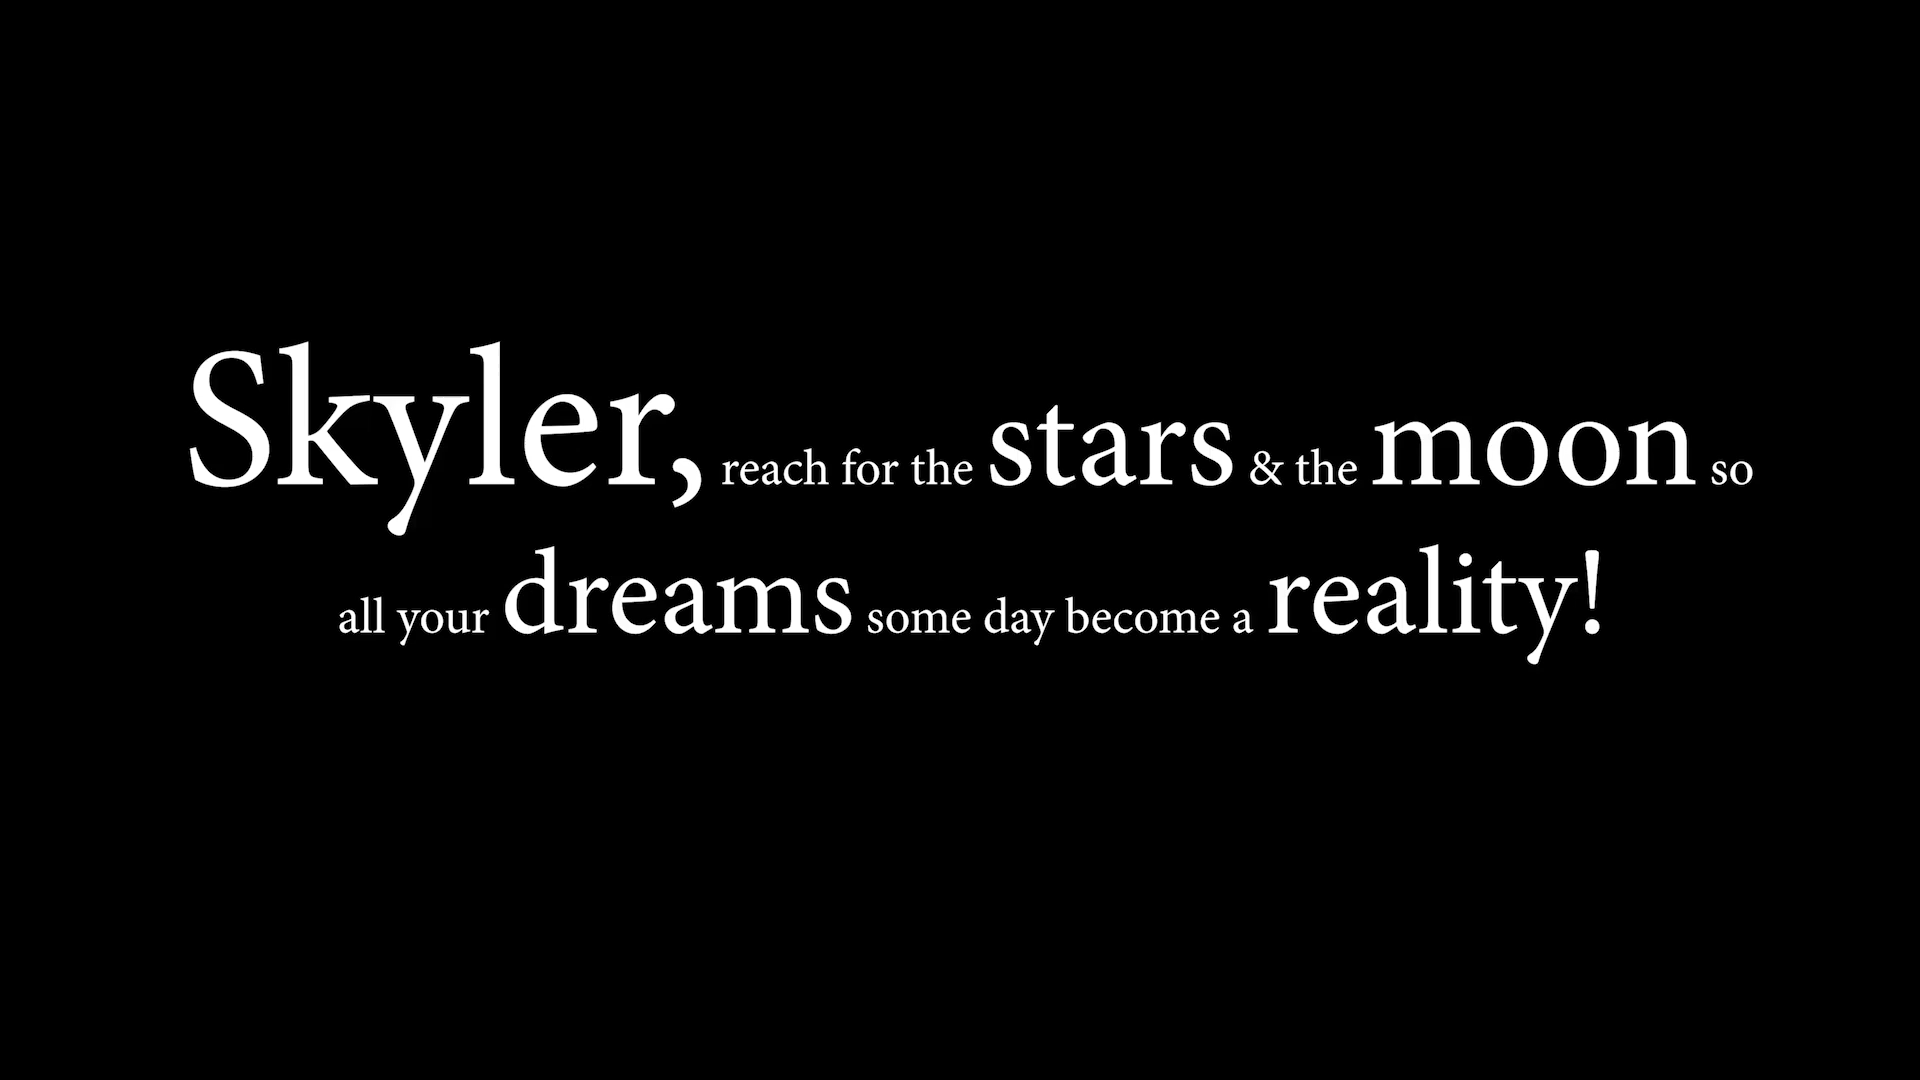 Skyler, reach for the stars & the moon so
all your dreams some day become a reality!